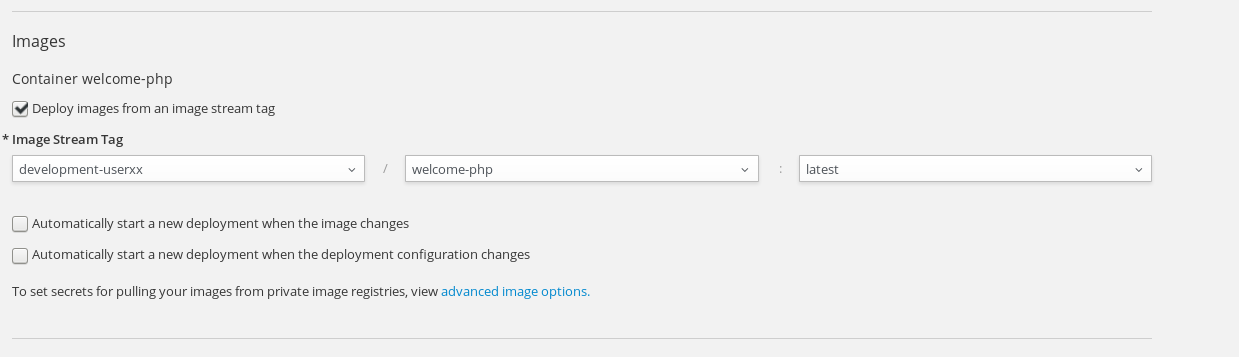 Images
Container welcome-php
Deploy images from an image stream tag
* Image Stream Tag
development-userxx / welcome-php : latest
Automatically start a new deployment when the image changes
Automatically start a new deployment when the deployment configuration changes
To set secrets for pulling your images from private image registries, view advanced image options.